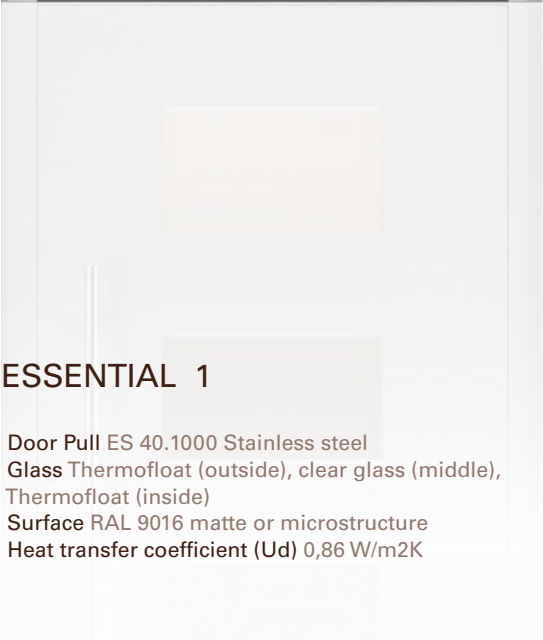 ESSENTIAL 1
Door Pull ES 40.1000 Stainless steel
Glass Thermofloat (outside), clear glass (middle),
Thermofloat (inside)
Surface RAL 9016 matte or microstructure
Heat transfer coefficient (Ud) 0,86 W/m2K